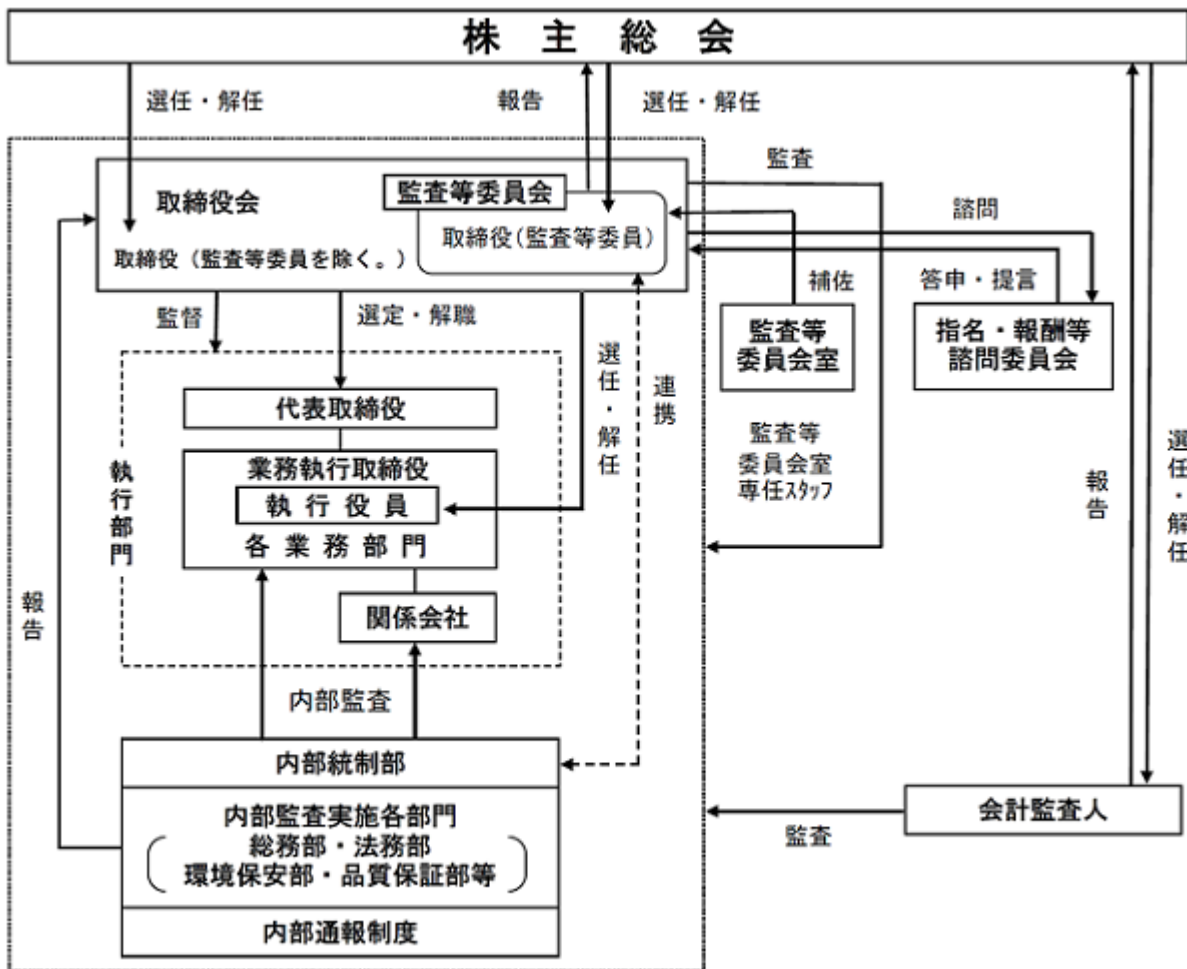 株主総会
選任・解任
報告
選任・解任
監査
取締役会
監査等委員会
取締役(監査等委員)
取締役（監査等委員を除く。）
諮問
答申・提言
補佐
監督
選定・解職
選任・解任
連携
監査等
委員会室
指名・報酬等
諮問委員会
監査等
委員会室
専任ｽﾀｯﾌ
代表取締役
執行部門
業務執行取締役
執行役員
各業務部門
関係会社
報告
選任・解任
報告
内部監査
内部統制部
内部監査実施各部門
総務部・法務部
環境保安部・品質保証部等
内部通報制度
会計監査人
監査